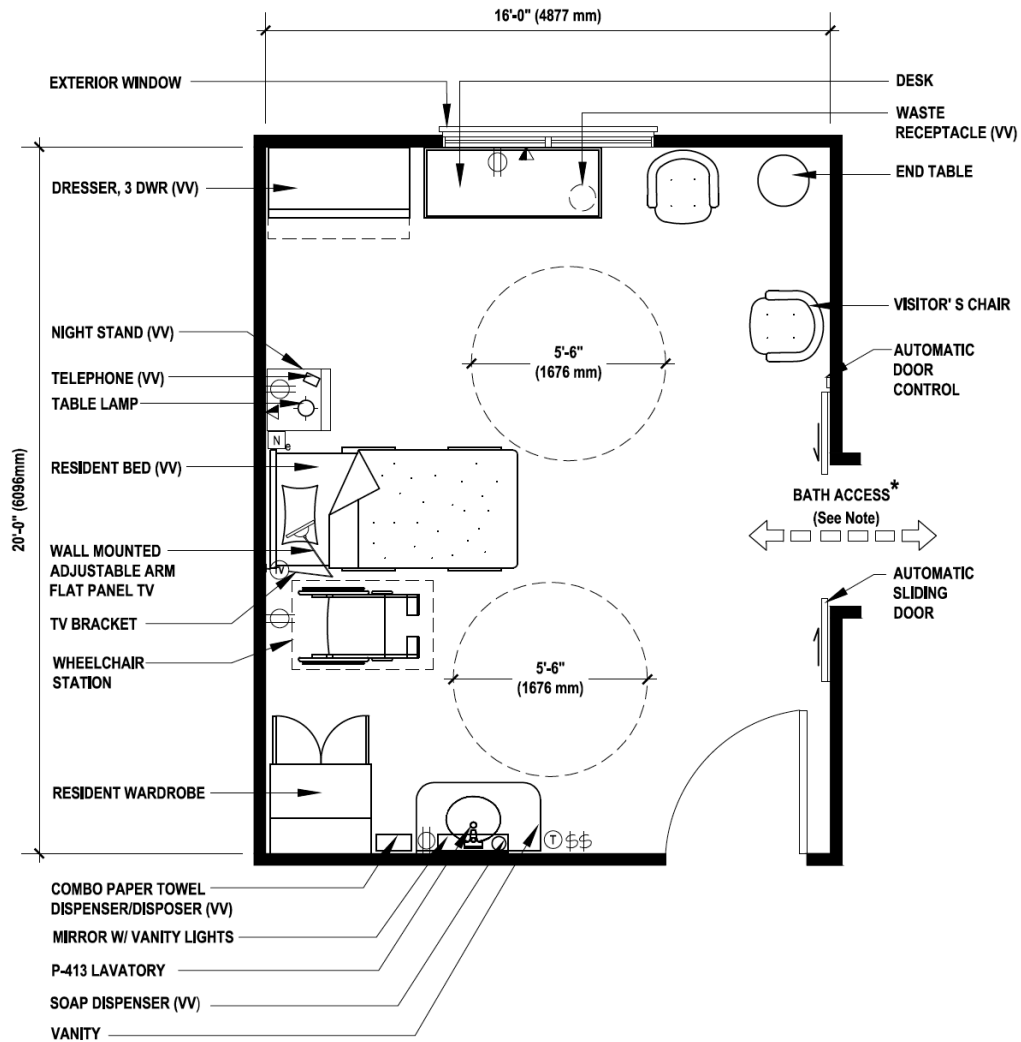 16'-0" (4877 mm)
EXTERIOR WINDOW
DESK
WASTE
RECEPTACLE (VV)
DRESSER, 3 DWR (VV)
END TABLE
NIGHT STAND (VV)
VISITOR' S CHAIR
TELEPHONE (VV)
TABLE LAMP
5'-6"
(1676 mm)
AUTOMATIC
DOOR
CONTROL
N
e
RESIDENT BED (VV)
20'-0" (6096mm)
BATH ACCESS*
(See Note)
WALL MOUNTED
ADJUSTABLE ARM
FLAT PANEL TV
TV
AUTOMATIC
SLIDING
DOOR
TV BRACKET
WHEELCHAIR
STATION
5'-6"
(1676 mm)
RESIDENT WARDROBE
T $$
COMBO PAPER TOWEL
DISPENSER/DISPOSER (VV)
MIRROR W/ VANITY LIGHTS
P-413 LAVATORY
SOAP DISPENSER (VV)
VANITY